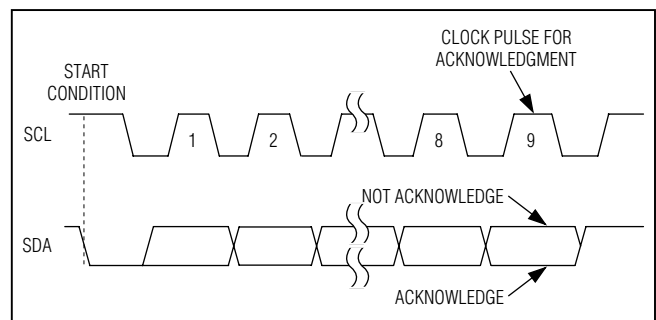 CLOCK PULSE FOR
ACKNOWLEDGMENT
START
CONDITION
SCL
1
2
8
9
NOT ACKNOWLEDGE
SDA
ACKNOWLEDGE